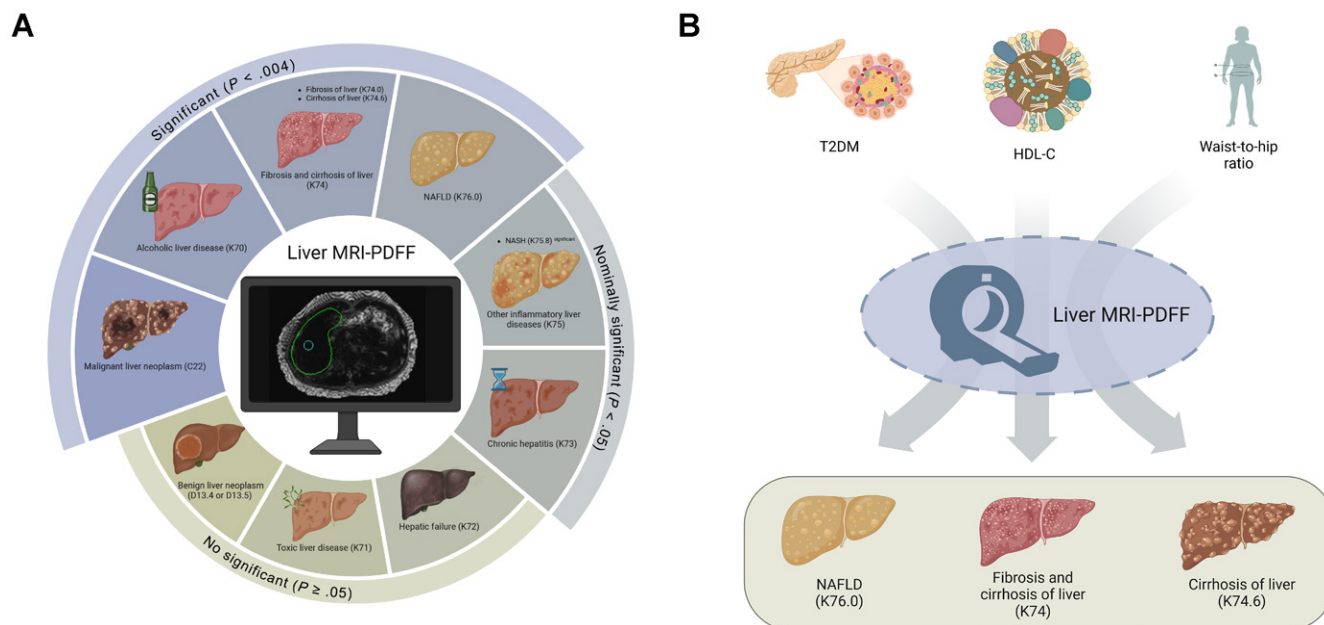 A
Significant (P < .004)
• Fibrosis of liver (K74.0)
• Cirrhosis of liver (K74.6)
Fibrosis and cirrhosis of liver
(K74)
NAFLD (K76.0)
Alcoholic liver disease (K70)
Malignant liver neoplasm (C22)
Liver MRI-PDFF
Nominally significant (P < .05)
• NASH (K75.8) significant
Other inflammatory liver
diseases (K75)
Chronic hepatitis (K73)
Hepatic failure (K72)
Toxic liver disease (K71)
Benign liver neoplasm
(D13.4 or D13.5)
No significant (P ≥ .05)
B
T2DM
HDL-C
Waist-to-hip
ratio
Liver MRI-PDFF
NAFLD
(K76.0)
Fibrosis and
cirrhosis of liver
(K74)
Cirrhosis of liver
(K74.6)